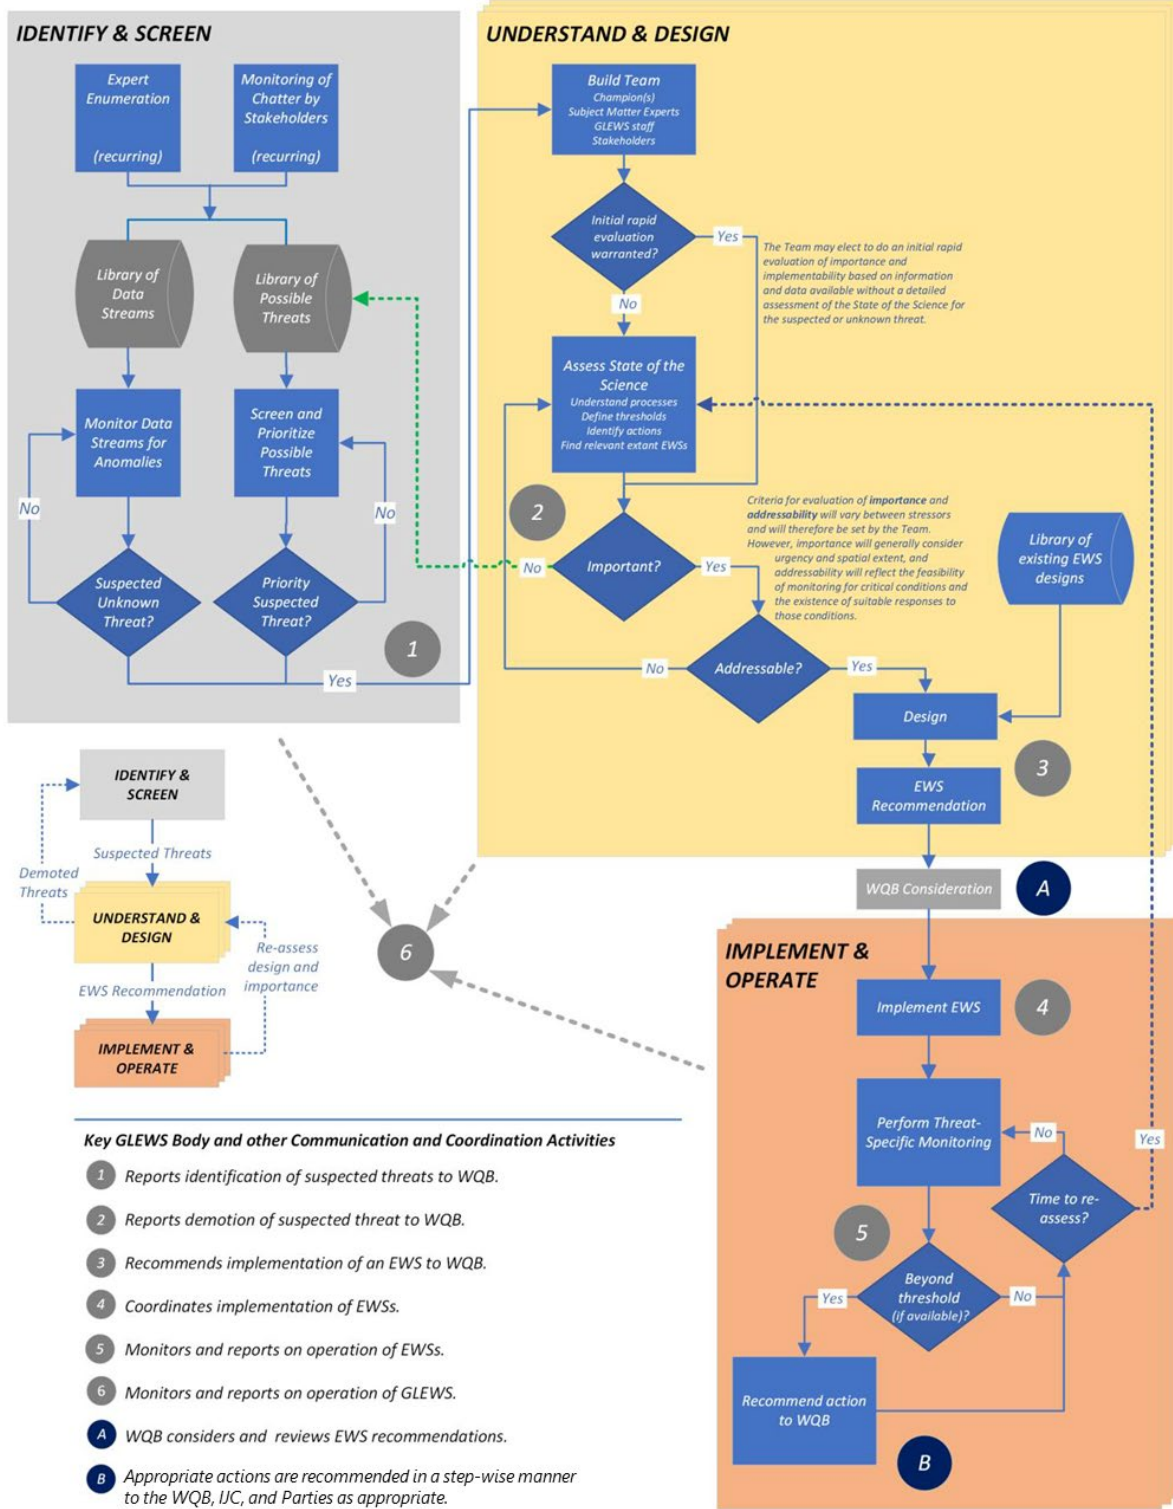 IDENTIFY & SCREEN
Expert
Enumeration
(recurring)
Monitoring of
Chatter by
Stakeholders
(recurring)
Library of
Data
Streams
Library of
Possible
Threats
Monitor Data
Streams for
Anomalies
Screen and
Prioritize
Possible
Threats
No
No
Suspected
Unknown
Threat?
Priority
Suspected
Threat?
1
Yes
UNDERSTAND & DESIGN
Build Team
Champion(s)
Subject Matter Experts
GLEWS staff
Stakeholders
Initial rapid
evaluation
warranted?
Yes
The Team may elect to do an initial rapid
evaluation of importance and
implementability based on information
and data available without a detailed
assessment of the State of the Science for
the suspected or unknown threat.
No
Assess State of the
Science
Understand processes
Define thresholds
Identify actions
Find relevant extant EWSs
2
Criteria for evaluation of importance and
addressability will vary between stressors
and will therefore be set by the Team.
However, importance will generally consider
urgency and spatial extent, and
addressability will reflect the feasibility
of monitoring for critical conditions and
the existence of suitable responses to
those conditions.
Library of
existing EWS
designs
No
Important?
Yes
No
Addressable?
Yes
Design
3
EWS
Recommendation
WQB Consideration
A
IDENTIFY &
SCREEN
Suspected Threats
Demoted
Threats
UNDERSTAND &
DESIGN
Re-assess
design and
importance
EWS Recommendation
IMPLEMENT &
OPERATE
6
IMPLEMENT &
OPERATE
Implement EWS
4
Perform Threat-
Specific Monitoring
No
Yes
Time to re-
assess?
5
Beyond
threshold
(if available)?
Yes
No
Recommend action
to WQB
B
Key GLEWS Body and other Communication and Coordination Activities
1 Reports identification of suspected threats to WQB.
2 Reports demotion of suspected threat to WQB.
3 Recommends implementation of an EWS to WQB.
4 Coordinates implementation of EWSs.
5 Monitors and reports on operation of EWSs.
6 Monitors and reports on operation of GLEWS.
A WQB considers and reviews EWS recommendations.
B Appropriate actions are recommended in a step-wise manner
to the WQB, IJC, and Parties as appropriate.